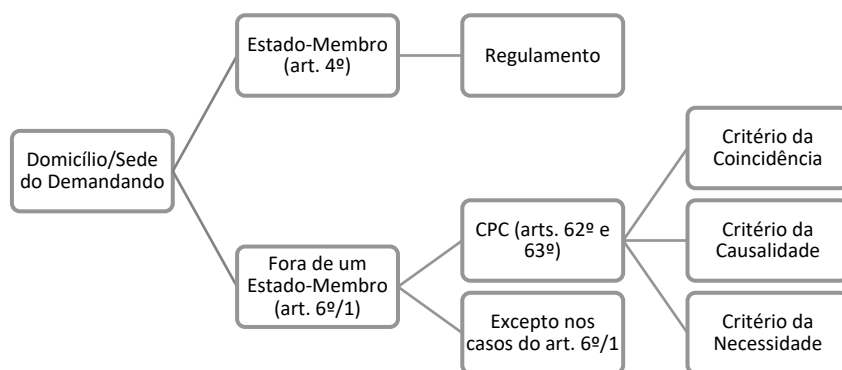 Domicílio/Sede
do Demandando
Estado-Membro
(art. 4º)
Regulamento
Fora de um
Estado-Membro
(art. 6º/1)
CPC (arts. 62º e
63º)
Excepto nos
casos do art. 6º/1
Critério da
Coincidência
Critério da
Causalidade
Critério da
Necessidade